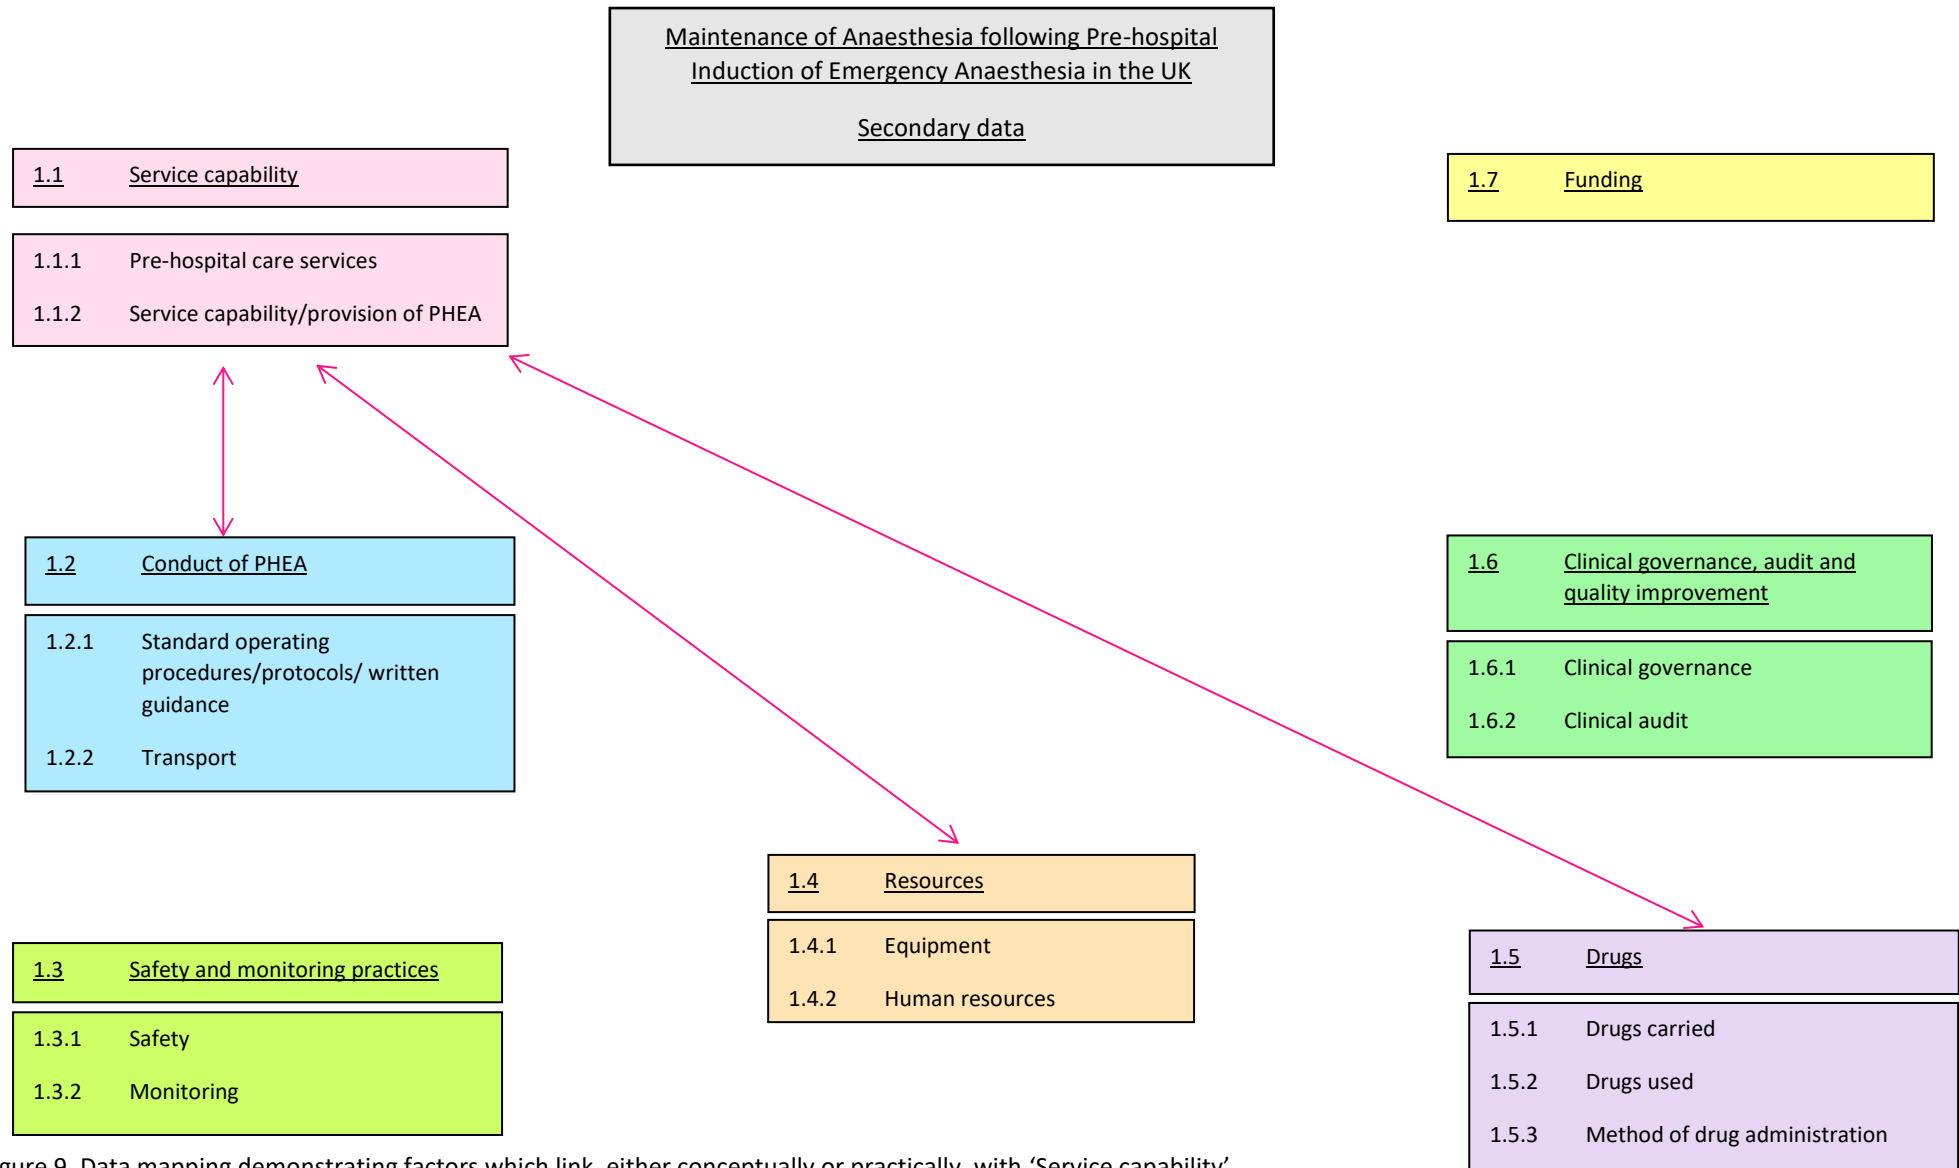 Maintenance of Anaesthesia following Pre-hospital
Induction of Emergency Anaesthesia in the UK
Secondary data
1.1 Service capability
1.1.1 Pre-hospital care services
1.1.2 Service capability/provision of PHEA
1.7 Funding
1.2 Conduct of PHEA
1.2.1 Standard operating
procedures/protocols/ written
guidance
1.2.2 Transport
1.6 Clinical governance, audit and
quality improvement
1.6.1 Clinical governance
1.6.2 Clinical audit
1.3 Safety and monitoring practices
1.3.1 Safety
1.3.2 Monitoring
1.4 Resources
1.4.1 Equipment
1.4.2 Human resources
1.5 Drugs
1.5.1 Drugs carried
1.5.2 Drugs used
1.5.3 Method of drug administration
gure 9. Data mapping demonstrating factors which link, either conceptually or practically, with ‘Service capability’